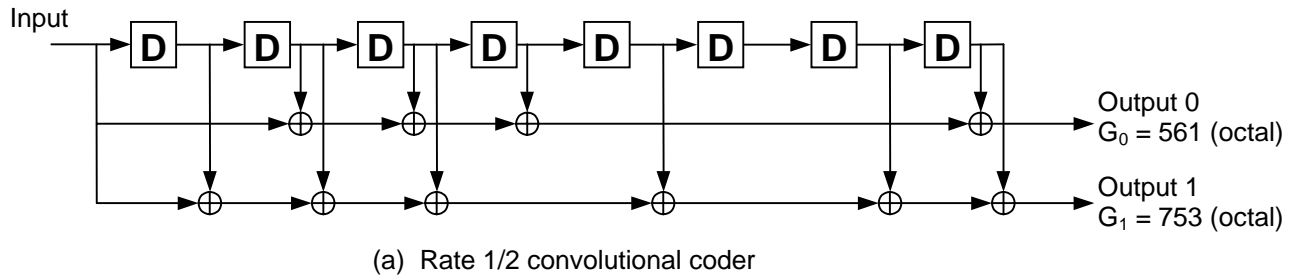 Input
D D D D D D D D
Output 0
G₀ = 561 (octal)
Output 1
G₁ = 753 (octal)
(a) Rate 1/2 convolutional coder